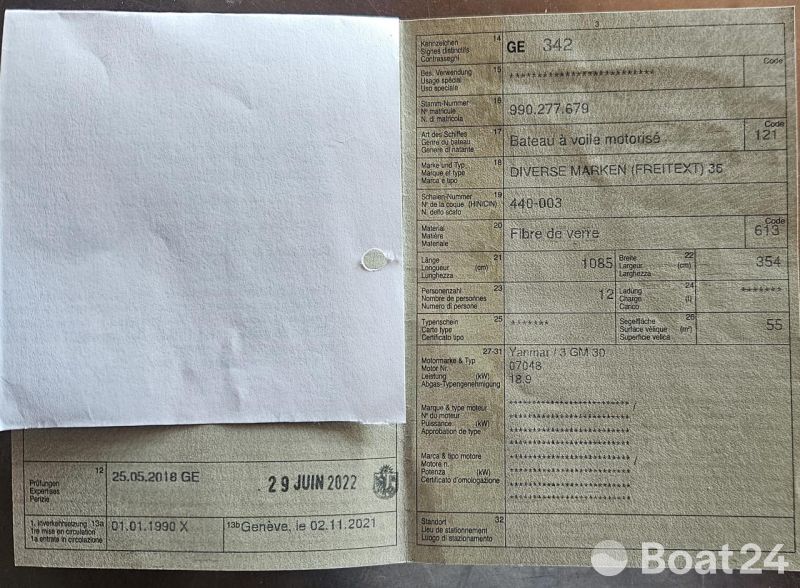 12
Prüfungen
Expertises
Perizie
25.05.2018 GE
29 JUIN 2022
1. Inverkehrsetzung 13a
1re mise en circulation
1a entrata in circolazione
01.01.1990 X
13b Genève, le 02.11.2021
3
Kennzeichen 14
Signes distinctifs
Contrassegni
GE 342
Bes. Verwendung 15
Usage spécial
Uso speciale
**************************
Code
Stamm-Nummer 16
N° matricule
N. di matricola
990.277.679
Art des Schiffes 17
Genre du bateau
Genere di natante
Bateau à voile motorisé
Code
121
Marke und Typ 18
Marque et type
Marca e tipo
DIVERSE MARKEN (FREITEXT) 36
Schalen-Nummer 19
N° de la coque (HIN/CIN)
N. dello scafo
440-003
Material 20
Matière
Materiale
Fibre de verre
Code
613
Länge 21
Longueur (cm)
Lunghezza
1085
Breite 22
Largeur (cm)
Larghezza
354
Personenzahl 23
Nombre de personnes
Numero di persone
12
Ladung 24
Charge (t)
Carico
*******
Typenschein 25
Carte type
Certificato tipo
*******
Segelfläche 26
Surface vélique (m²)
Superficie velica
55
27-31
Motormarke & Typ
Motor Nr.
Leistung (kW)
Abgas-Typengenehmigung
Yanmar / 3 GM 30
07048
18.9
Marque & type moteur
N° du moteur
Puissance (kW)
Approbation de type
********************** /
**********************
**********************
**********************
Marca & tipo motore
Motore n.
Potenza (kW)
Certificato d'omologazione
********************** /
**********************
**********************
**********************
Standort 32
Lieu de stationnement
Luogo di stazionamento
Boat24